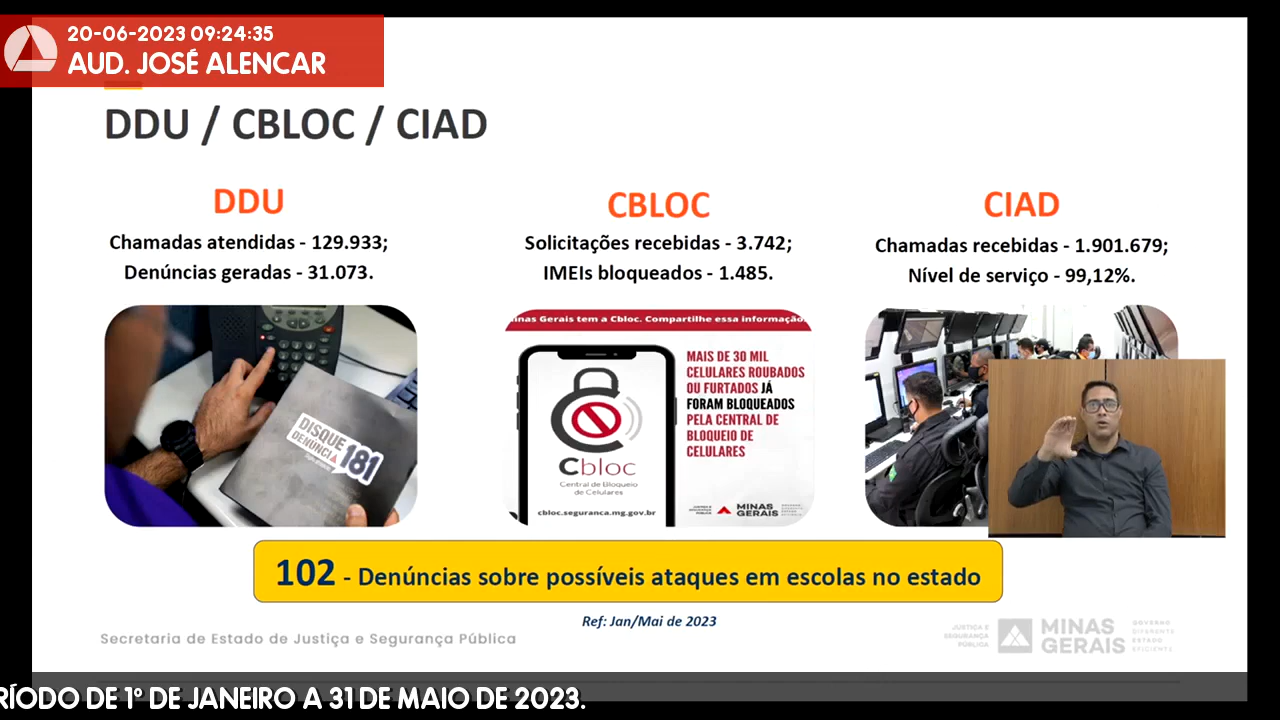 20-06-2023 09:24:35
AUD. JOSÉ ALENCAR
DDU / CBLOC / CIAD
DDU
Chamadas atendidas - 129.933;
Denúncias geradas - 31.073.
CBLOC
Solicitações recebidas - 3.742;
IMEIs bloqueados - 1.485.
CIAD
Chamadas recebidas - 1.901.679;
Nível de serviço - 99,12%.
DISQUE
DENÚNCIA
181
inas Gerais tem a Cbloc. Compartilhe essa informação
MAIS DE 30 MIL
CELULARES ROUBADOS
OU FURTADOS JÁ
FORAM BLOQUEADOS
PELA CENTRAL DE
BLOQUEIO DE
CELULARES
Cbloc
Central de Bloqueio
de Celulares
cbloc.seguranca.mg.gov.br
MINAS
GERAIS
102 - Denúncias sobre possíveis ataques em escolas no estado
Ref: Jan/Mai de 2023
Secretaria de Estado de Justiça e Segurança Pública
JUSTIÇA E
SEGURANÇA
PÚBLICA
MINAS
GERAIS
GOVERNO
DIFERENTE
ESTADO
EFICIENTE
RÍODO DE 1º DE JANEIRO A 31 DE MAIO DE 2023.